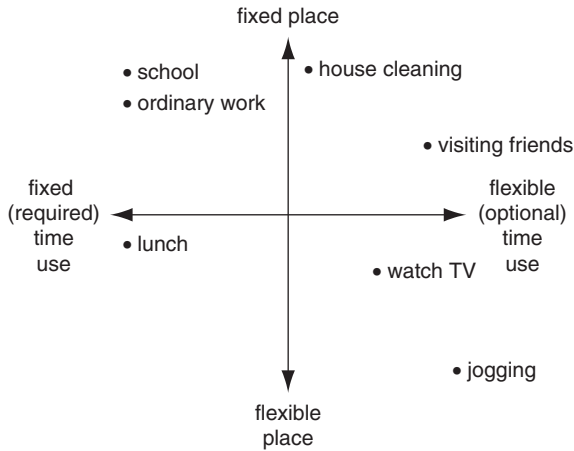 fixed place
• school
• house cleaning
• ordinary work
• visiting friends
fixed
(required)
time
use
flexible
(optional)
time
use
• lunch
• watch TV
• jogging
flexible
place